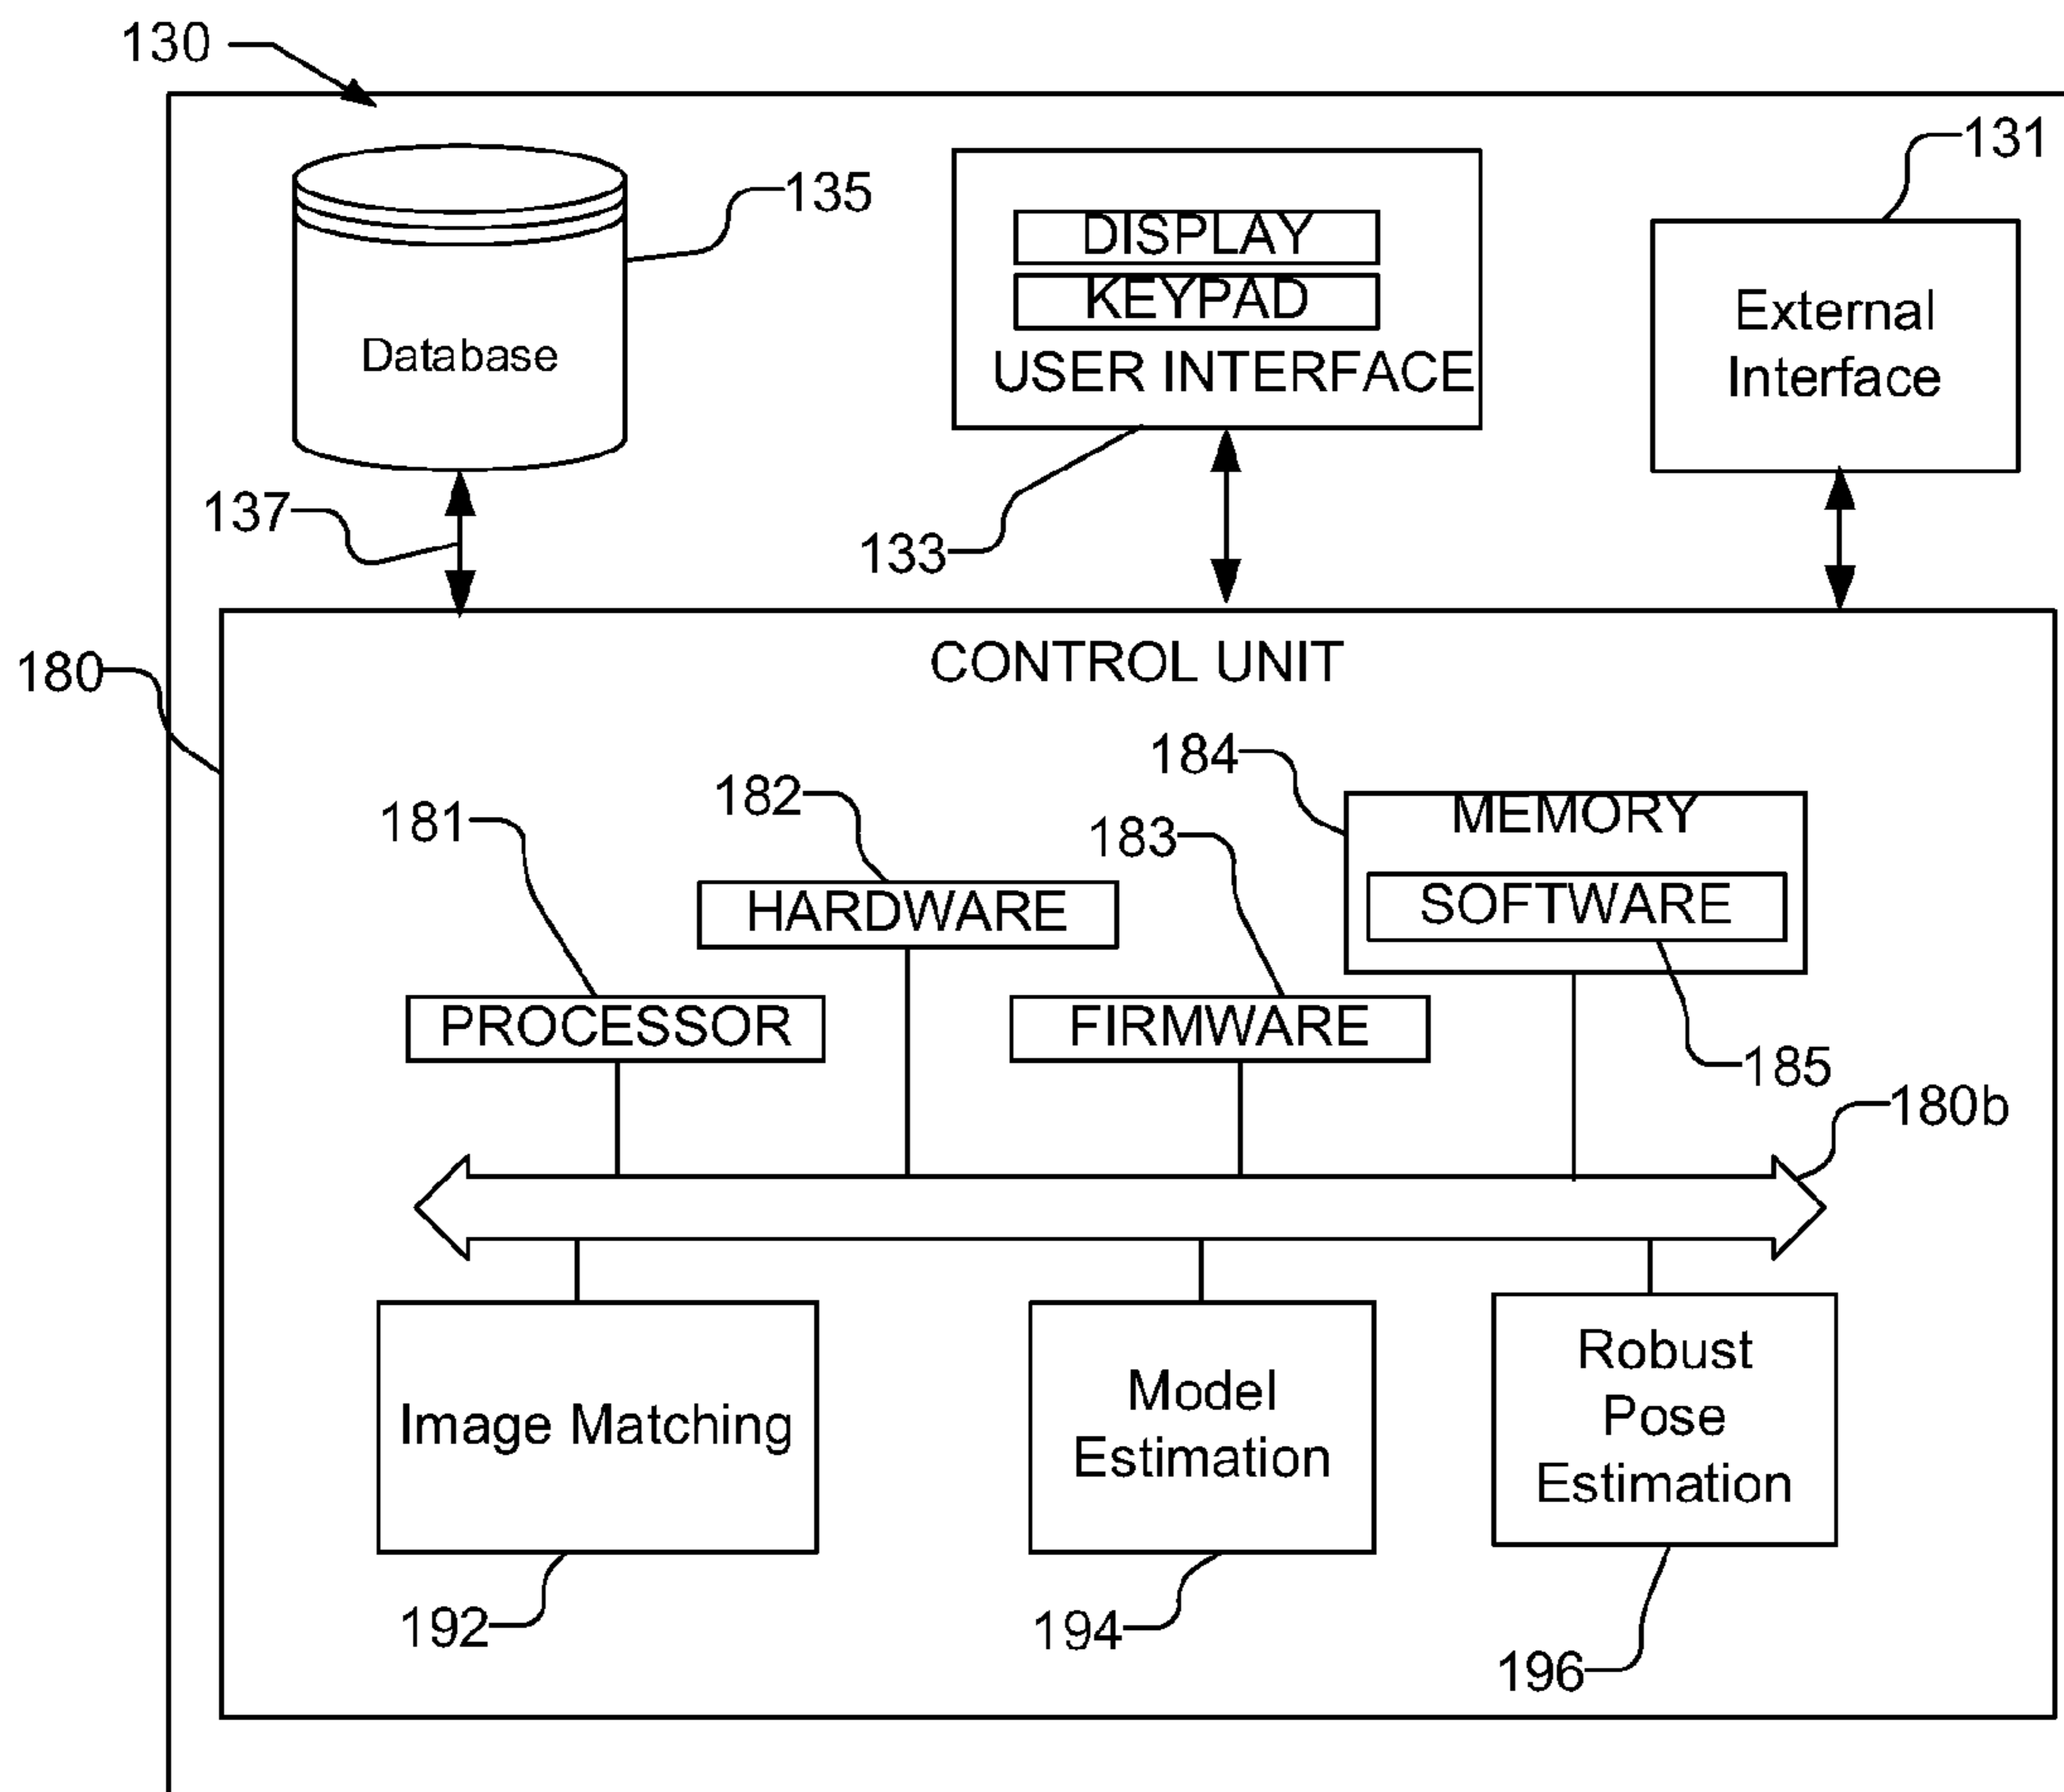 130
131
135
DISPLAY
KEYPAD
USER INTERFACE
External
Interface
Database
137
133
180
CONTROL UNIT
184
182
181
183
MEMORY
SOFTWARE
HARDWARE
PROCESSOR
FIRMWARE
185
180b
Image Matching
Model
Estimation
Robust
Pose
Estimation
192
194
196